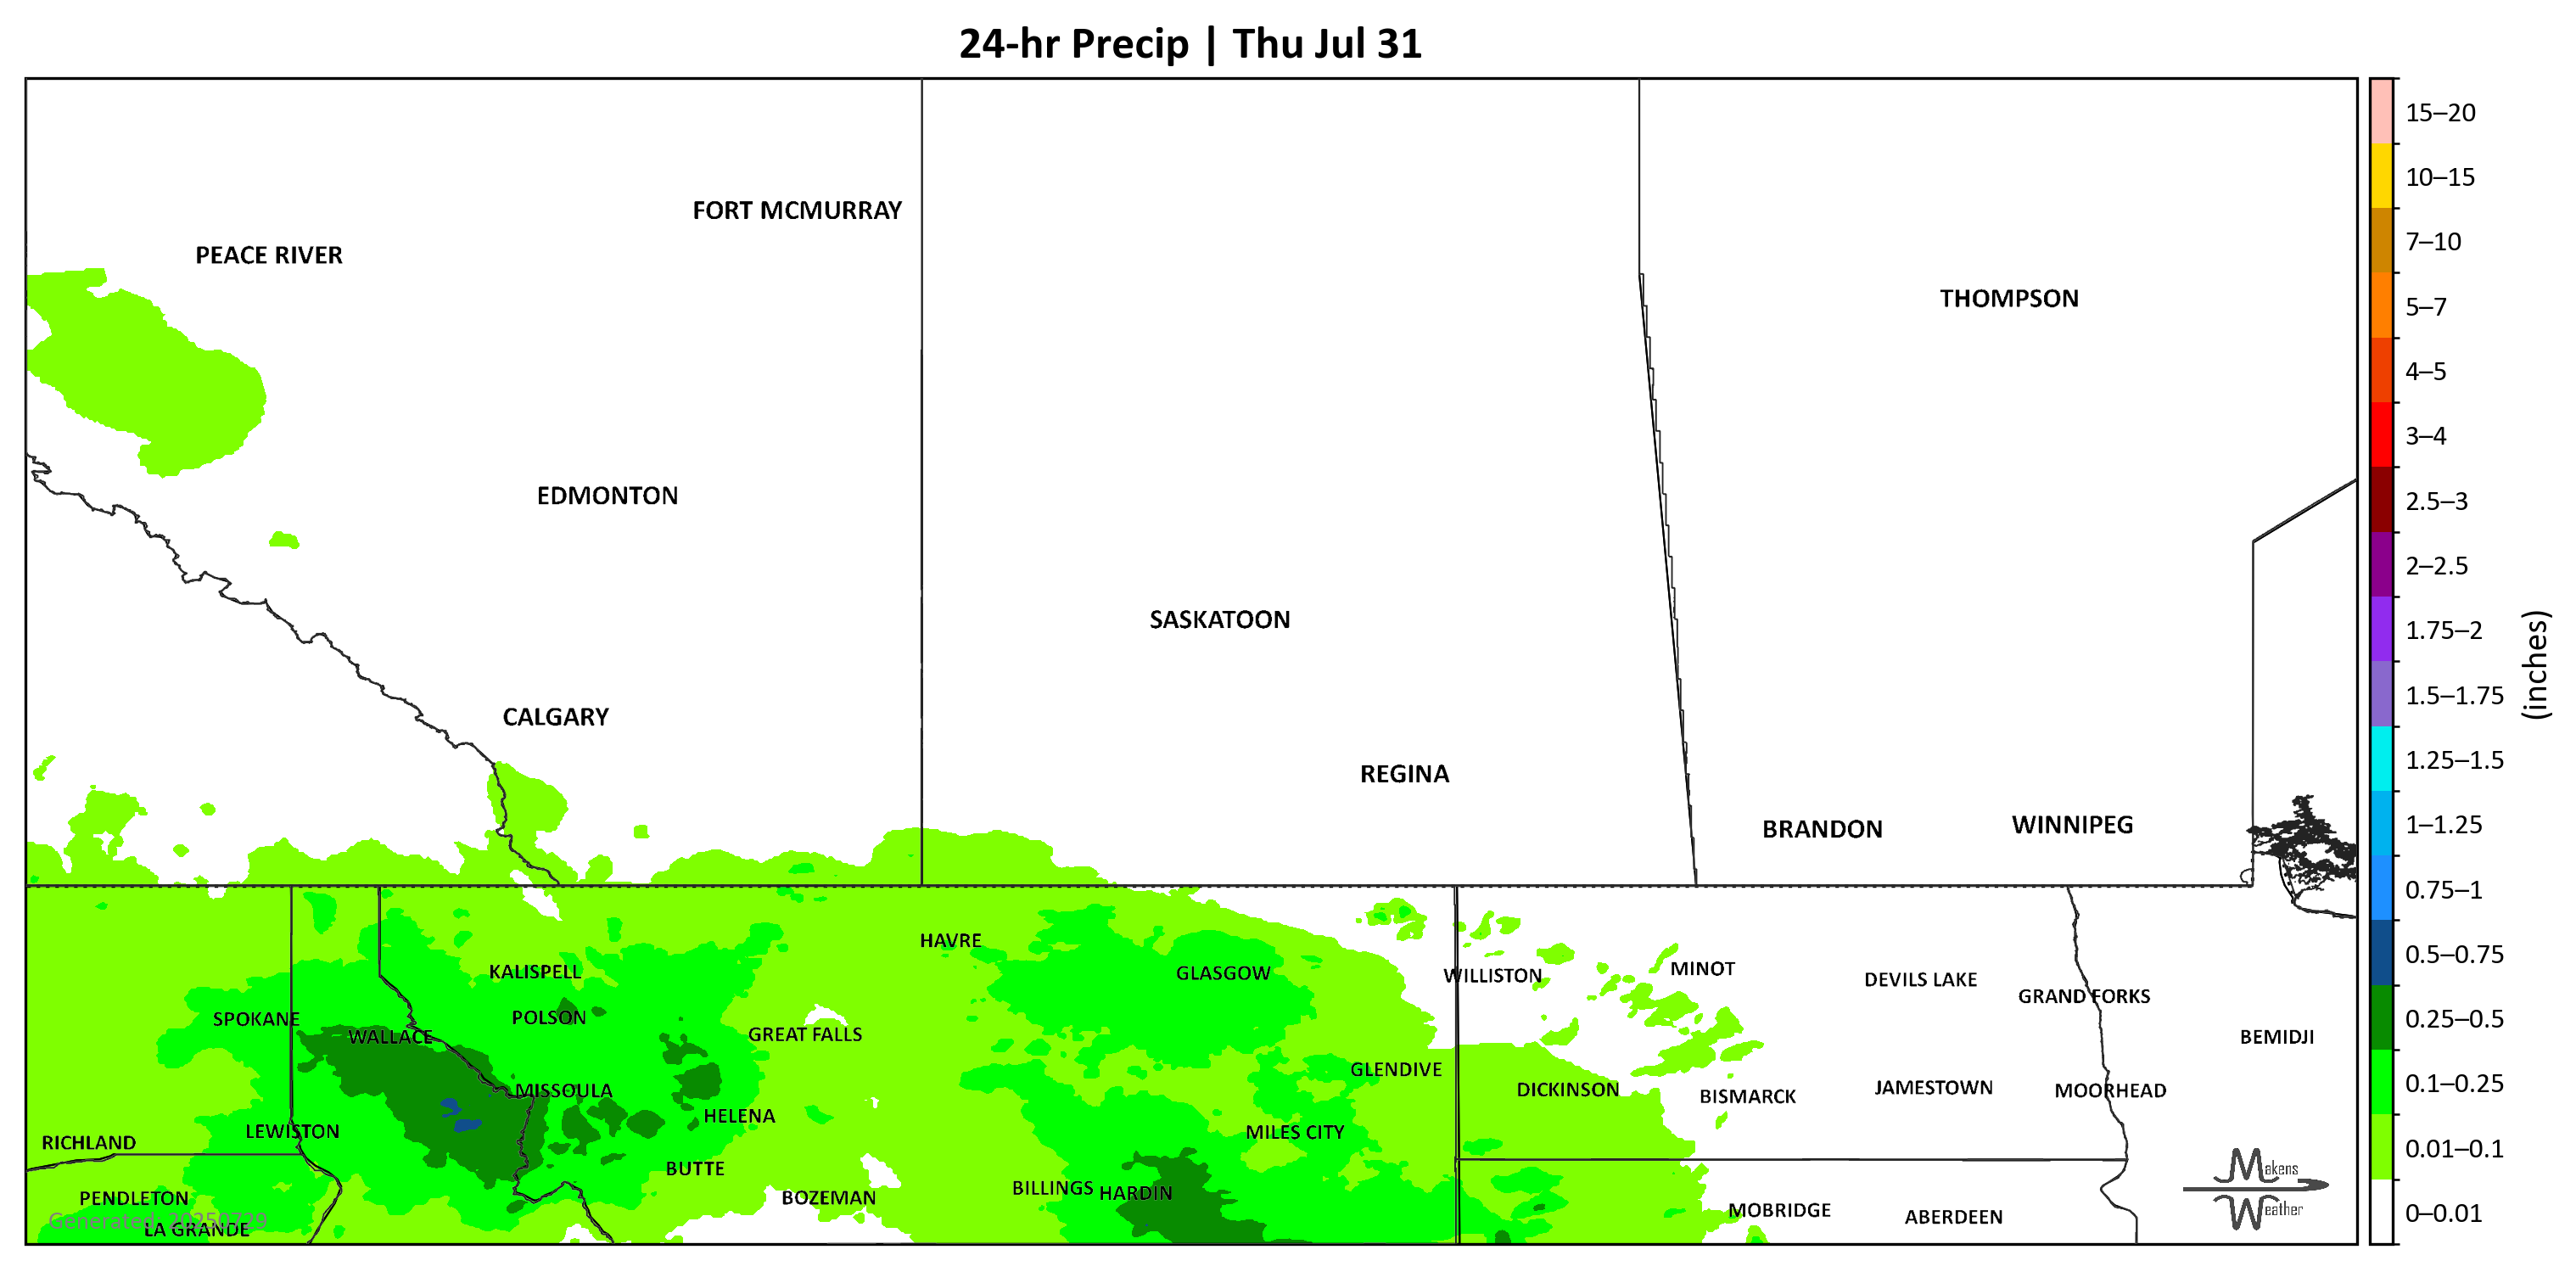 24-hr Precip | Thu Jul 31
FORT MCMURRAY
PEACE RIVER
THOMPSON
EDMONTON
SASKATOON
CALGARY
REGINA
BRANDON
WINNIPEG
HAVRE
KALISPELL
GLASGOW
WILLISTON
MINOT
DEVILS LAKE
GRAND FORKS
SPOKANE
POLSON
WALLACE
GREAT FALLS
BEMIDJI
GLENDIVE
MISSOULA
DICKINSON
BISMARCK
JAMESTOWN
MOORHEAD
HELENA
LEWISTON
MILES CITY
RICHLAND
BUTTE
PENDLETON
BOZEMAN
BILLINGS
HARDIN
MOBRIDGE
ABERDEEN
Generated: 20250729
LA GRANDE
Makens
Weather
15–20
10–15
7–10
5–7
4–5
3–4
2.5–3
2–2.5
1.75–2
1.5–1.75
1.25–1.5
1–1.25
0.75–1
0.5–0.75
0.25–0.5
0.1–0.25
0.01–0.1
0–0.01
(inches)